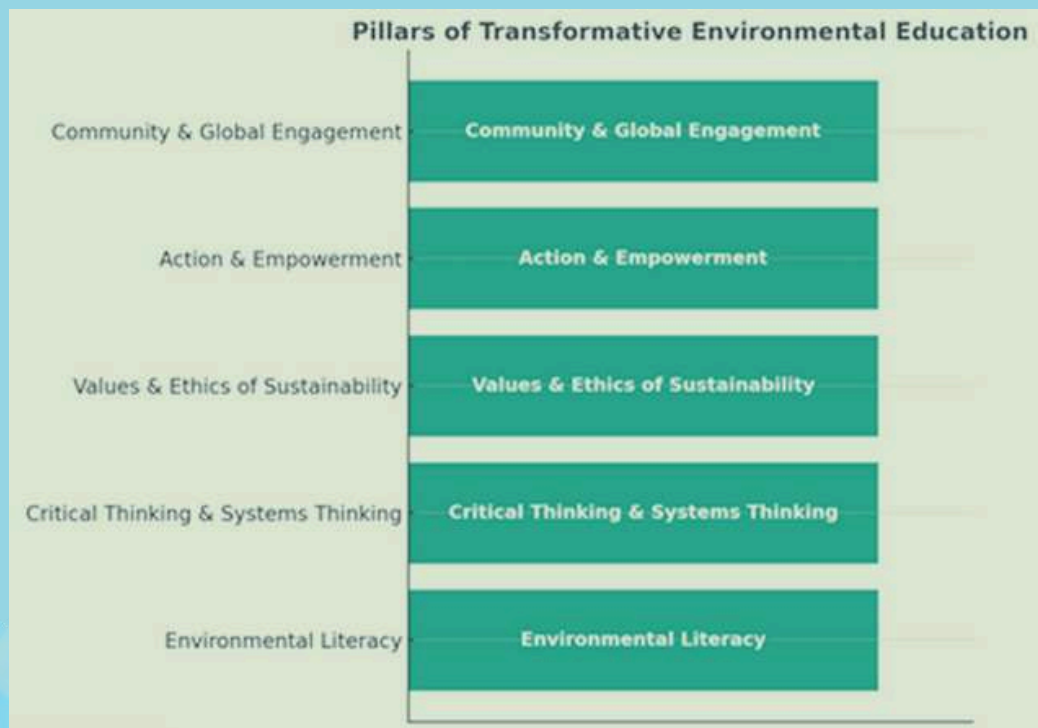 Pillars of Transformative Environmental Education
Community & Global Engagement
Community & Global Engagement
Action & Empowerment
Action & Empowerment
Values & Ethics of Sustainability
Values & Ethics of Sustainability
Critical Thinking & Systems Thinking
Critical Thinking & Systems Thinking
Environmental Literacy
Environmental Literacy